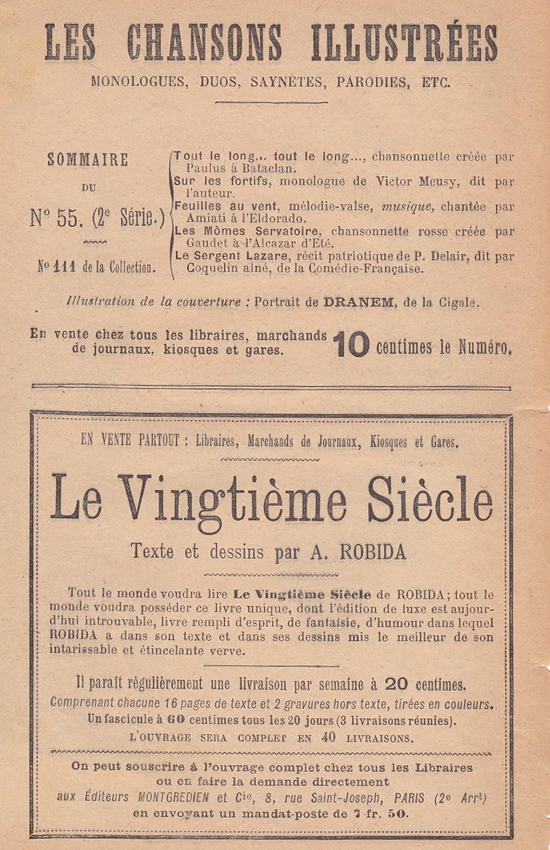 LES CHANSONS ILLUSTRÉES
MONOLOGUES, DUOS, SAYNÈTES, PARODIES, ETC.
SOMMAIRE
DU
Nº 55. (2e Série.)
Nº 111 de la Collection.
Tout le long... tout le long..., chansonnette créée par
Paulus à Bataclan.
Sur les fortifs, monologue de Victor Meusy, dit par
l'auteur.
Feuilles au vent, mélodie-valse, musique, chantée par
Amiati à l'Eldorado.
Les Mômes Servatoire, chansonnette rosse créée par
Gaudet à l'Alcazar d'Eté.
Le Sergent Lazare, récit patriotique de P. Delair, dit par
Coquelin aîné, de la Comédie-Française.
Illustration de la couverture : Portrait de DRANEM, de la Cigale.
En vente chez tous les libraires, marchands
de journaux, kiosques et gares.
10 centimes le Numéro.
EN VENTE PARTOUT : Libraires, Marchands de Journaux, Kiosques et Gares.
Le Vingtième Siècle
Texte et dessins par A. ROBIDA
Tout le monde voudra lire Le Vingtième Siècle de ROBIDA; tout le
monde voudra posséder ce livre unique, dont l'édition de luxe est aujour-
d'hui introuvable, livre rempli d'esprit, de fantaisie, d'humour dans lequel
ROBIDA a dans son texte et dans ses dessins mis le meilleur de son
intarissable et étincelante verve.
Il paraît régulièrement une livraison par semaine à 20 centimes.
Comprenant chacune 16 pages de texte et 2 gravures hors texte, tirées en couleurs.
Un fascicule à 60 centimes tous les 20 jours (3 livraisons réunies).
L'OUVRAGE SERA COMPLET EN 40 LIVRAISONS.
On peut souscrire à l'ouvrage complet chez tous les Libraires
ou en faire la demande directement
aux Éditeurs MONTGREDIEN et Cie, 8, rue Saint-Joseph, PARIS (2e Arrt)
en envoyant un mandat-poste de 7 fr. 50.